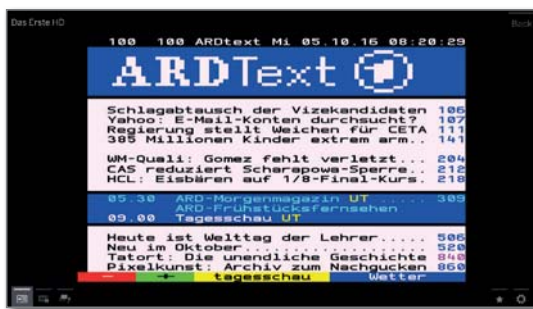 Das Erste HD
Back
100 100 ARDtext Mi 05.10.16 08:20:29
ARDText
Schlagabtausch der Vizekandidaten 106
Yahoo: E-Mail-Konten durchsucht? 107
Regierung stellt Weichen für CETA 111
385 Millionen Kinder extrem arm.. 141
WM-Quali: Gomez fehlt verletzt... 204
CAS reduziert Scharapowa-Sperre.. 212
HCL: Eisbären auf 1/8-Final-Kurs. 218
05.30 ARD-Morgenmagazin UT ..... 305
ARD-Frühstücksfernsehen
09.00 Tagesschau UT
Heute ist Welttag der Lehrer..... 506
Neu im Oktober................... 520
Tatort: Die unendliche Geschichte 840
Pixelkunst: Archiv zum Nachgucken 860
- + tagesschau Wetter